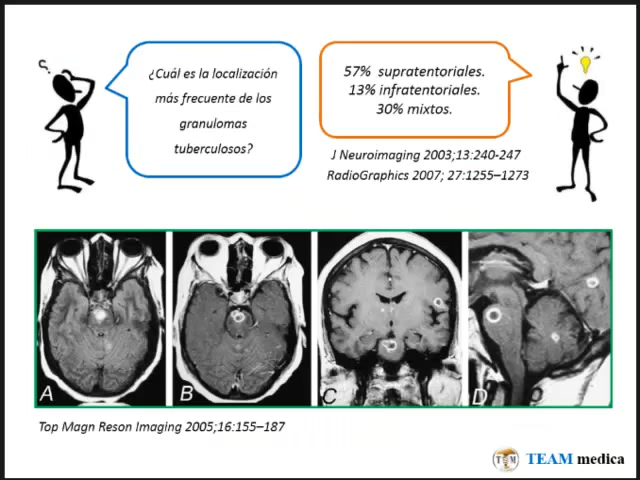 ¿Cuál es la localización
más frecuente de los
granulomas
tuberculosos?
57% supratentoriales.
13% infratentoriales.
30% mixtos.
J Neuroimaging 2003;13:240-247
RadioGraphics 2007; 27:1255–1273
A
B
C
D
Top Magn Reson Imaging 2005;16:155–187
TEAM medica